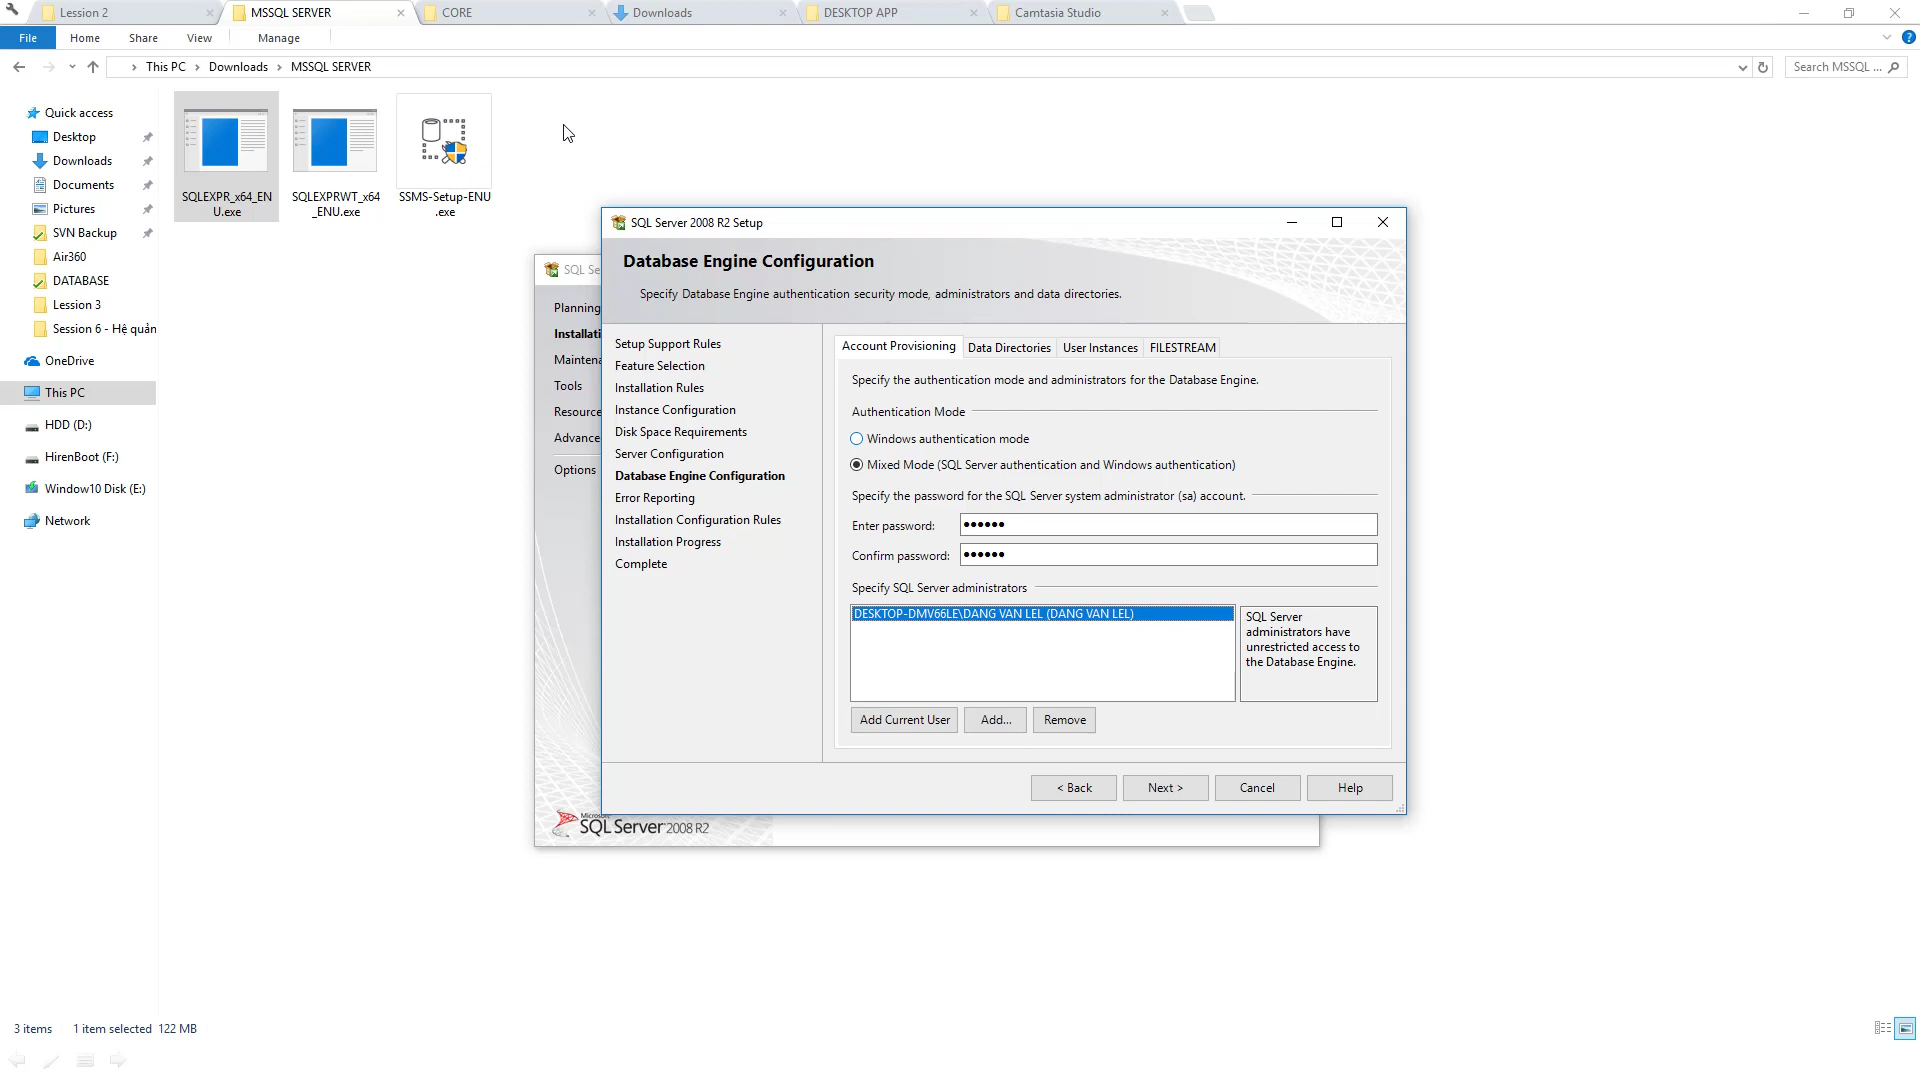 Lession 2
MSSQL SERVER
CORE
Downloads
DESKTOP APP
Camtasia Studio
File
Home
Share
View
Manage
This PC
Downloads
MSSQL SERVER
Search MSSQL ...
Quick access
Desktop
Downloads
Documents
Pictures
SVN Backup
Air360
DATABASE
Lession 3
Session 6 - Hệ quản
OneDrive
This PC
HDD (D:)
HirenBoot (F:)
Window10 Disk (E:)
Network
SQLEXPR_x64_EN
U.exe
SQLEXPRWT_x64
_ENU.exe
SSMS-Setup-ENU
.exe
SQL Se
Planning
Installati
Maintena
Tools
Resource
Advance
Options
Microsoft
SQL Server 2008 R2
SQL Server 2008 R2 Setup
Database Engine Configuration
Specify Database Engine authentication security mode, administrators and data directories.
Setup Support Rules
Feature Selection
Installation Rules
Instance Configuration
Disk Space Requirements
Server Configuration
Database Engine Configuration
Error Reporting
Installation Configuration Rules
Installation Progress
Complete
Account Provisioning
Data Directories
User Instances
FILESTREAM
Specify the authentication mode and administrators for the Database Engine.
Authentication Mode
Windows authentication mode
Mixed Mode (SQL Server authentication and Windows authentication)
Specify the password for the SQL Server system administrator (sa) account.
Enter password: ●●●●●●
Confirm password: ●●●●●●
Specify SQL Server administrators
DESKTOP-DMV66LE\DANG VAN LEL (DANG VAN LEL)
SQL Server
administrators have
unrestricted access to
the Database Engine.
Add Current User
Add...
Remove
< Back
Next >
Cancel
Help
3 items
1 item selected 122 MB